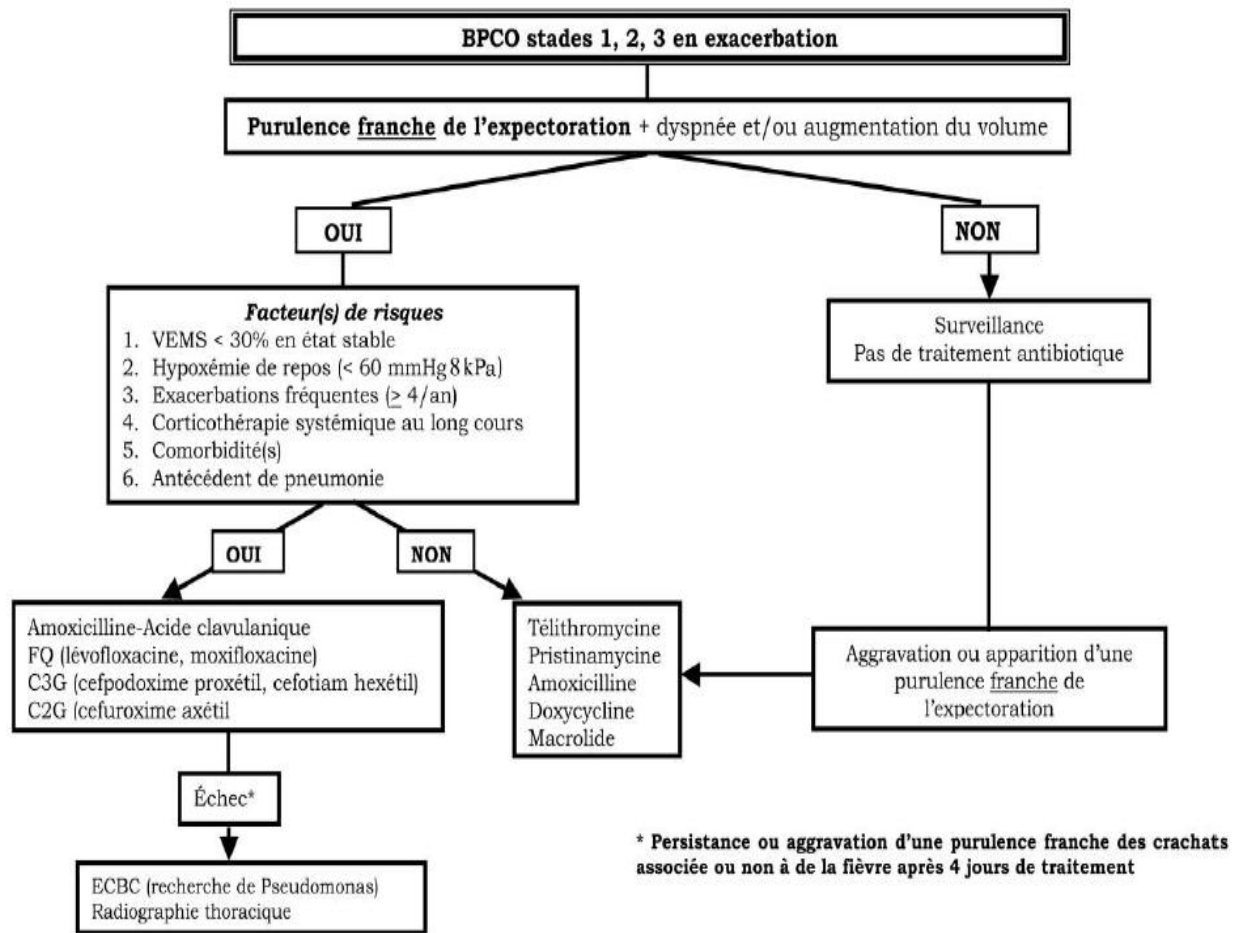 BPCO stades 1, 2, 3 en exacerbation
Purulence franche de l'expectoration + dyspnée et/ou augmentation du volume
OUI
NON
Facteur(s) de risques
1. VEMS < 30% en état stable
2. Hypoxémie de repos (< 60 mmHg 8 kPa)
3. Exacerbations fréquentes (≥ 4/an)
4. Corticothérapie systémique au long cours
5. Comorbidité(s)
6. Antécédent de pneumonie
Surveillance
Pas de traitement antibiotique
OUI
NON
Amoxicilline-Acide clavulanique
FQ (lévofloxacine, moxifloxacine)
C3G (cefpodoxime proxétil, cefotiam hexétil)
C2G (cefuroxime axétil
Télithromycine
Pristinamycine
Amoxicilline
Doxycycline
Macrolide
Aggravation ou apparition d'une
purulence franche de
l'expectoration
Échec*
ECBC (recherche de Pseudomonas)
Radiographie thoracique
* Persistance ou aggravation d'une purulence franche des crachats
associée ou non à de la fièvre après 4 jours de traitement